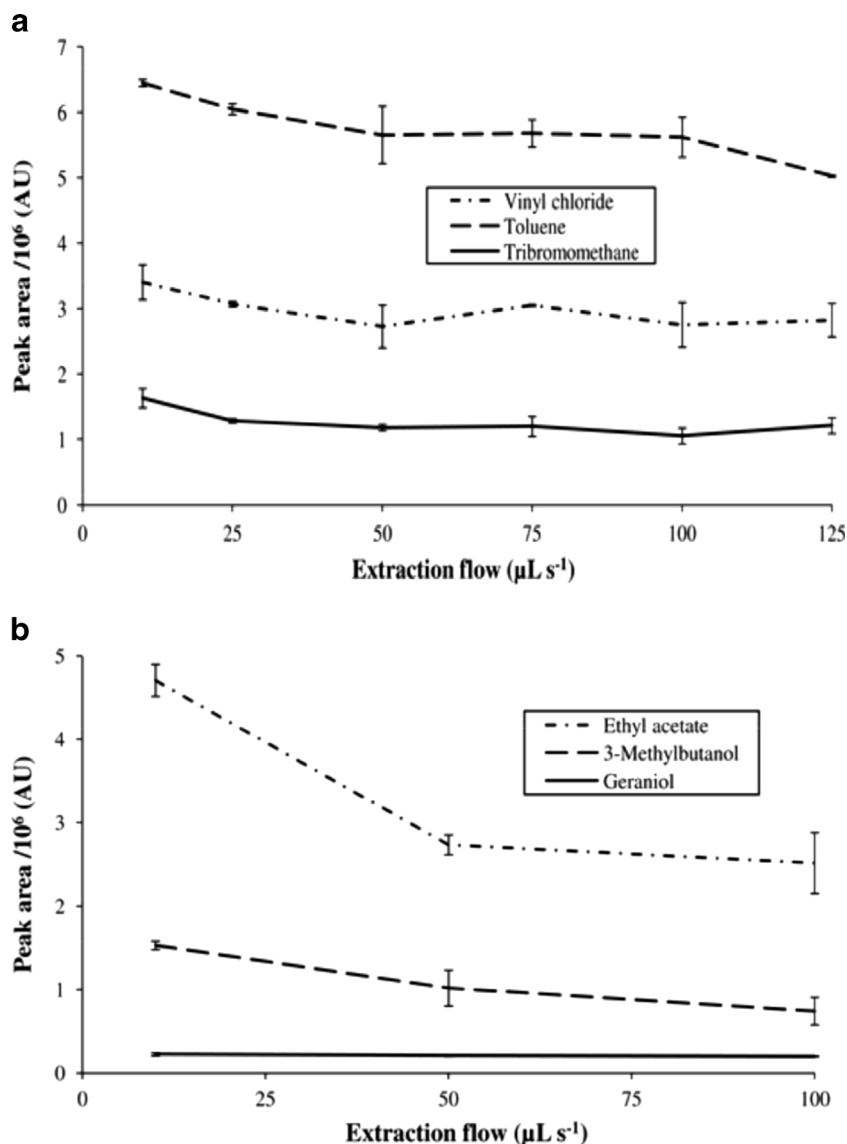 a
7
6
5
4
3
2
1
0
Peak area /10⁶ (AU)
Vinyl chloride
Toluene
Tribromomethane
0 25 50 75 100 125
Extraction flow (µL s⁻¹)
b
5
4
3
2
1
0
Peak area /10⁶ (AU)
Ethyl acetate
3-Methylbutanol
Geraniol
0 25 50 75 100
Extraction flow (µL s⁻¹)